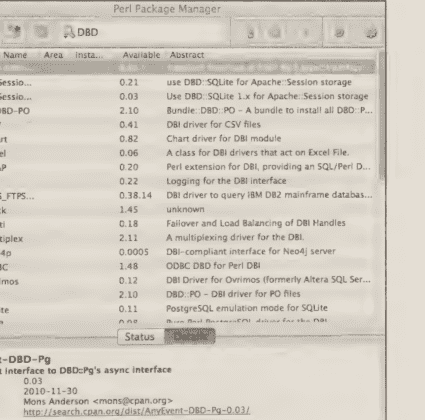 Perl Package Manager
DBD
Name Area Insta... Available Abstract
Sessio... 0.21 use DBD::SQLite for Apache::Session storage
Sessio... 0.03 Use DBD::SQLite 1.x for Apache::Session storage
BD-PO 2.10 Bundle::DBD::PO - A bundle to install all DBD::P...
0.41 DBI driver for CSV files
rt 0.82 Chart driver for DBI module
el 0.06 A class for DBI drivers that act on Excel File.
AP 0.20 Perl extension for DBI, providing an SQL/Perl D...
0.22 Logging for the DBI interface
S_FTPS... 0.38.14 DBI driver to query IBM DB2 mainframe databas...
ck 1.45 unknown
ti 0.18 Failover and Load Balancing of DBI Handles
tiplex 2.11 A multiplexing driver for the DBI.
4p 0.0005 DBI-compliant interface for Neo4j server
BC 1.48 ODBC DBD for Perl DBI
rimos 0.12 DBI Driver for Ovrimos (formerly Altera SQL Ser...
2.10 DBD::PO - DBI driver for PO files
ite 0.11 PostgreSQL emulation mode for SQLite
Status Details
t-DBD-Pg
t interface to DBD::Pg's async interface
0.03
2010-11-30
Mons Anderson <mons@cpan.org>
http://search.cpan.org/dist/AnyEvent-DBD-Pg-0.03/